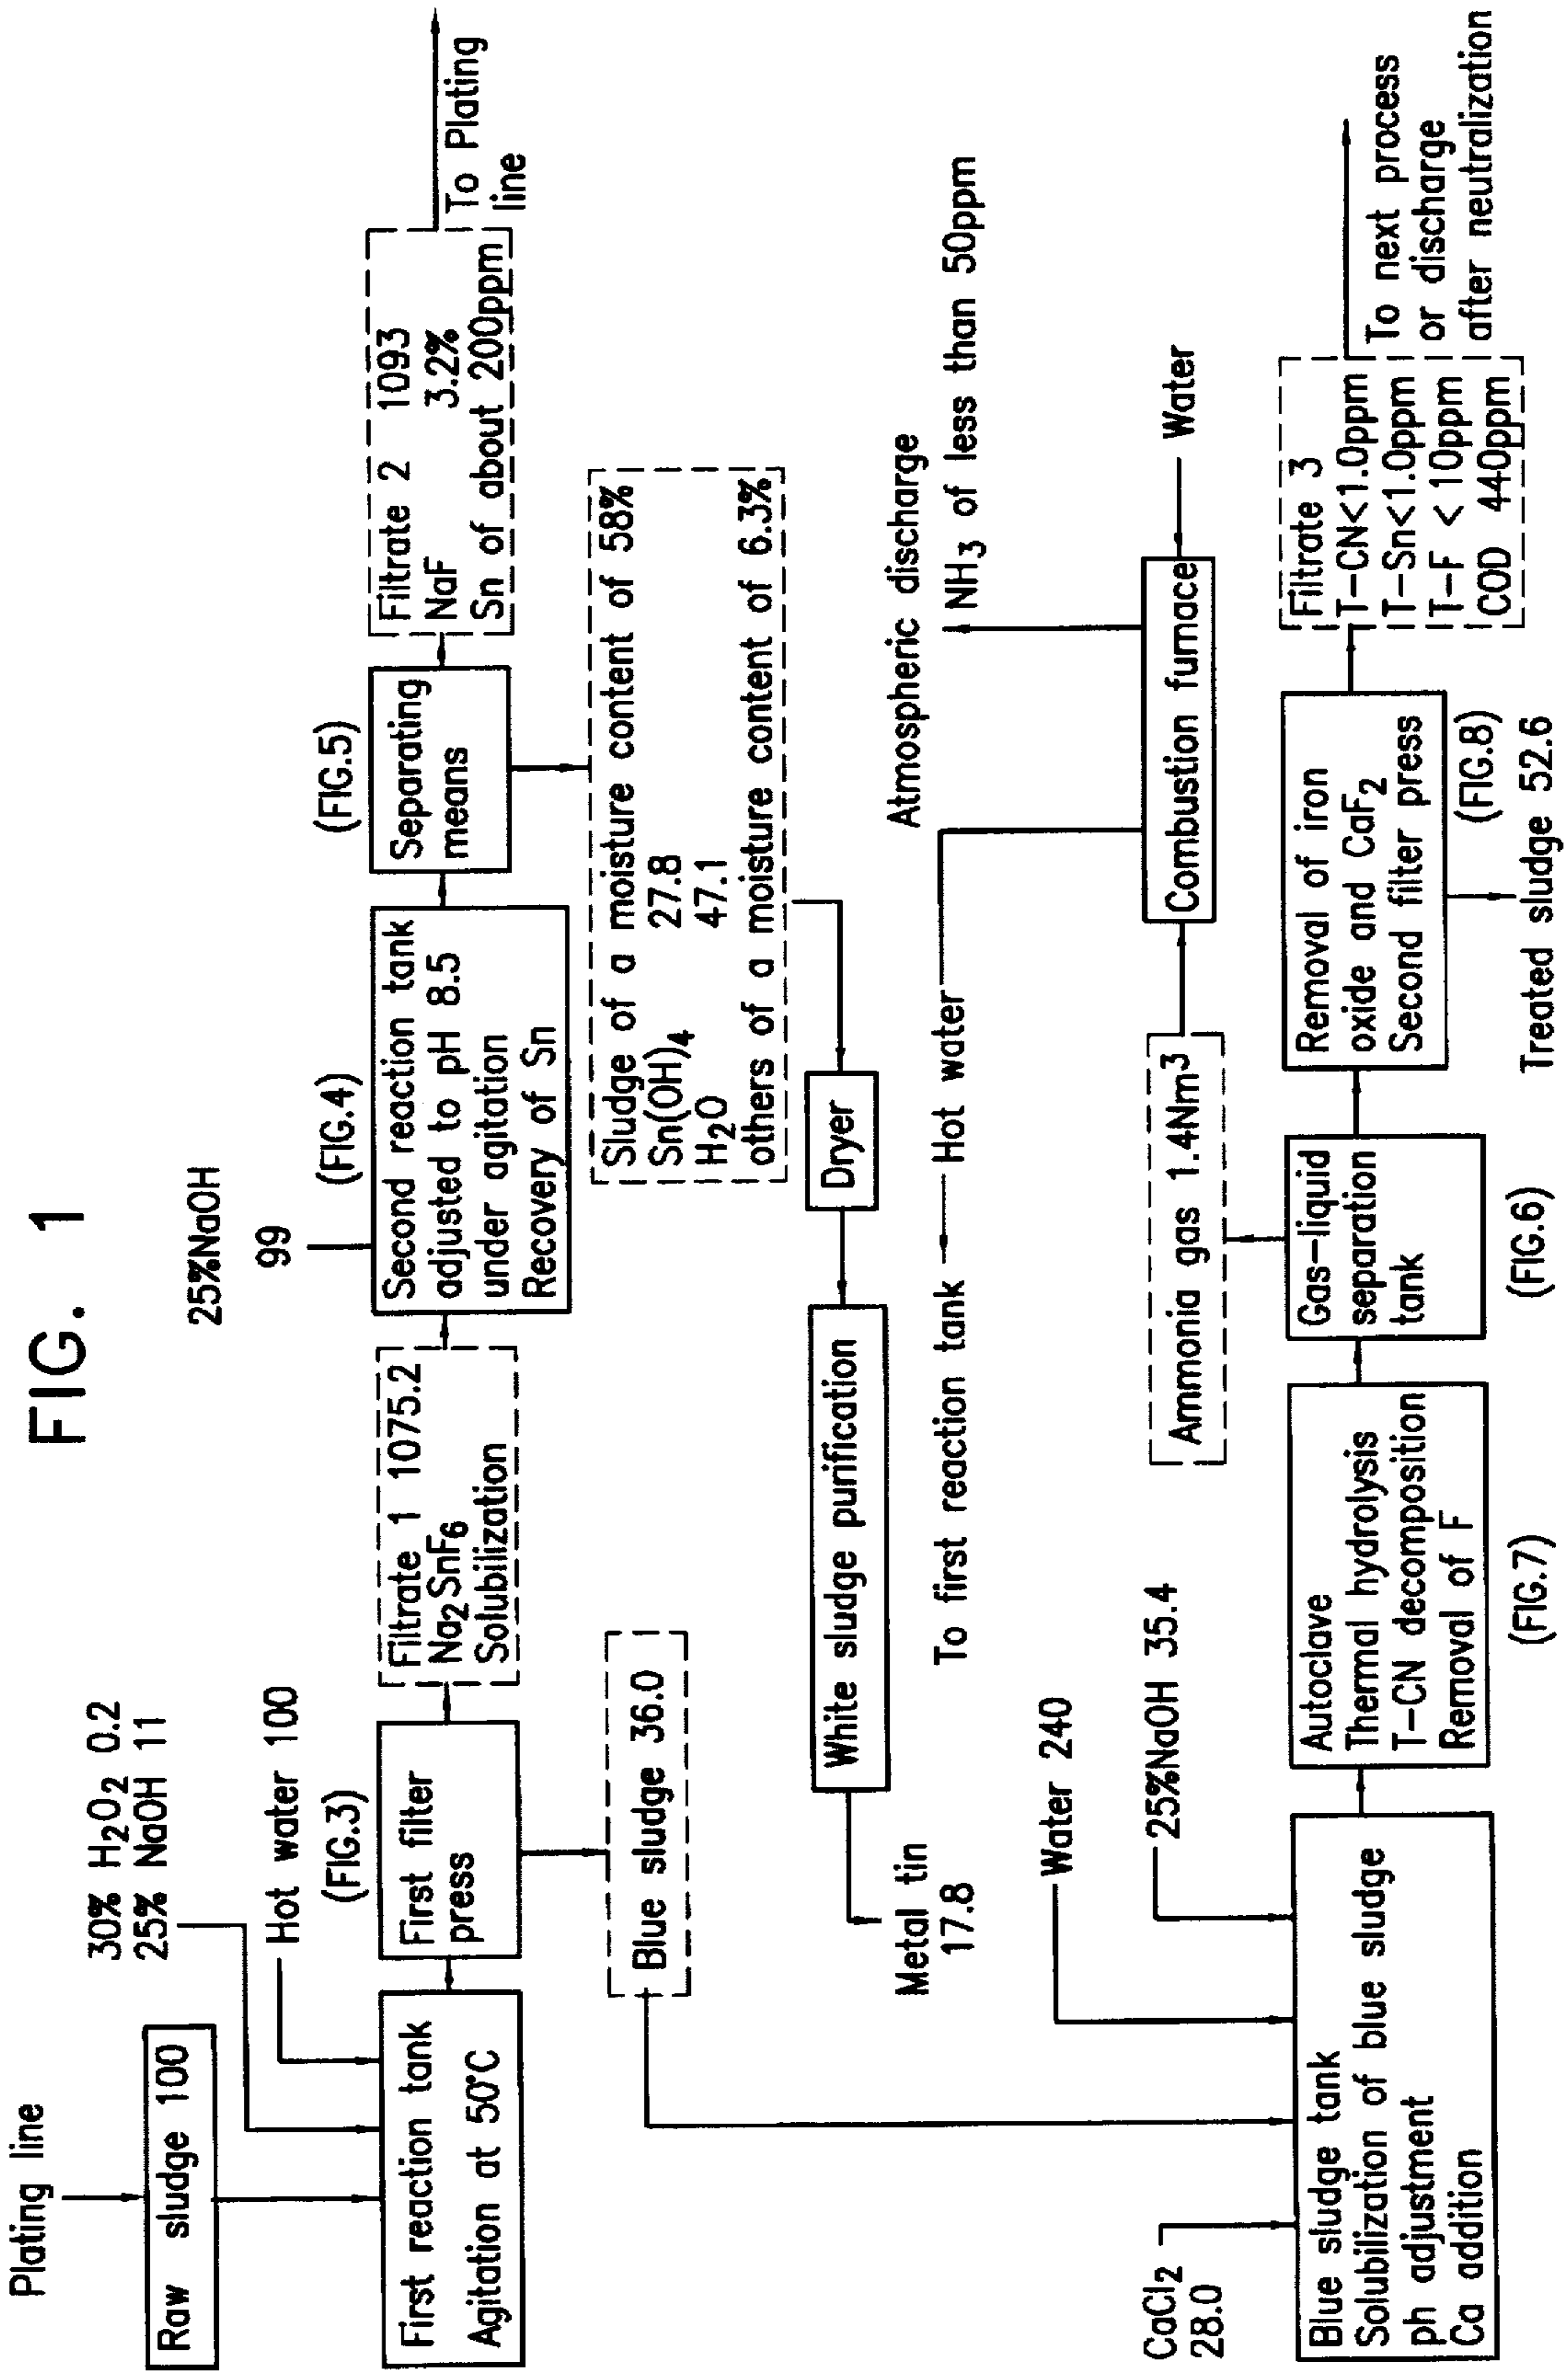 FIG. 1
Plating line
Raw sludge 100
30% H₂O₂ 0.2
25% NaOH 11
Hot water 100
First reaction tank
Agitation at 50°C
(FIG.3)
First filter
press
Filtrate 1 1075.2
Na₂SnF₆
Solubilization
25%NaOH
99
(FIG.4)
Second reaction tank
adjusted to pH 8.5
under agitation
Recovery of Sn
(FIG.5)
Separating
means
Filtrate 2 1093
NaF 3.2%
Sn of about 200ppm
To Plating
line
Blue sludge 36.0
Sludge of a moisture content of 58%
Sn(OH)₄ 27.8
H₂O 47.1
others of a moisture content of 6.3%
Dryer
White sludge purification
Metal tin
17.8
To first reaction tank
Hot water
Atmospheric discharge
NH₃ of less than 50ppm
Combustion furnace
Water
Ammonia gas 1.4Nm³
CaCl₂
28.0
Water 240
25%NaOH 35.4
Blue sludge tank
Solubilization of blue sludge
ph adjustment
Ca addition
Autoclave
Thermal hydrolysis
T-CN decomposition
Removal of F
(FIG.7)
Gas-liquid
separation
tank
(FIG.6)
Removal of iron
oxide and CaF₂
Second filter press
(FIG.8)
Treated sludge 52.6
Filtrate 3
T-CN<1.0ppm
T-Sn<1.0ppm
T-F <10ppm
COD 440ppm
To next process
or discharge
after neutralization